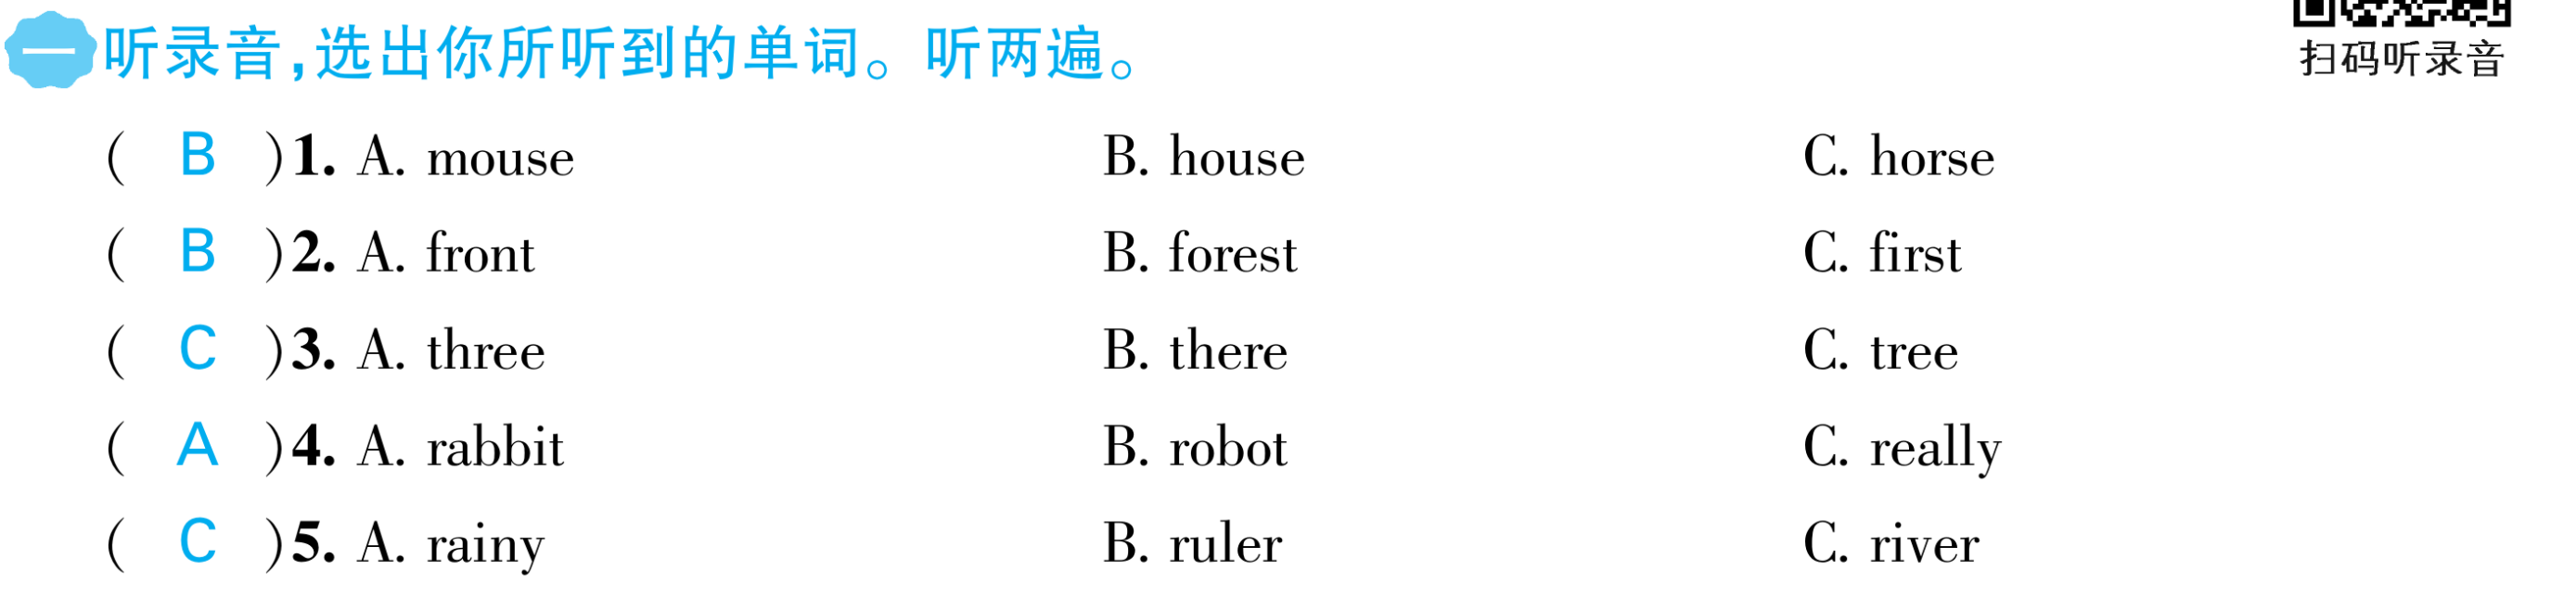 一 听录音,选出你所听到的单词。听两遍。
扫码听录音
( B )1. A. mouse B. house C. horse
( B )2. A. front B. forest C. first
( C )3. A. three B. there C. tree
( A )4. A. rabbit B. robot C. really
( C )5. A. rainy B. ruler C. river